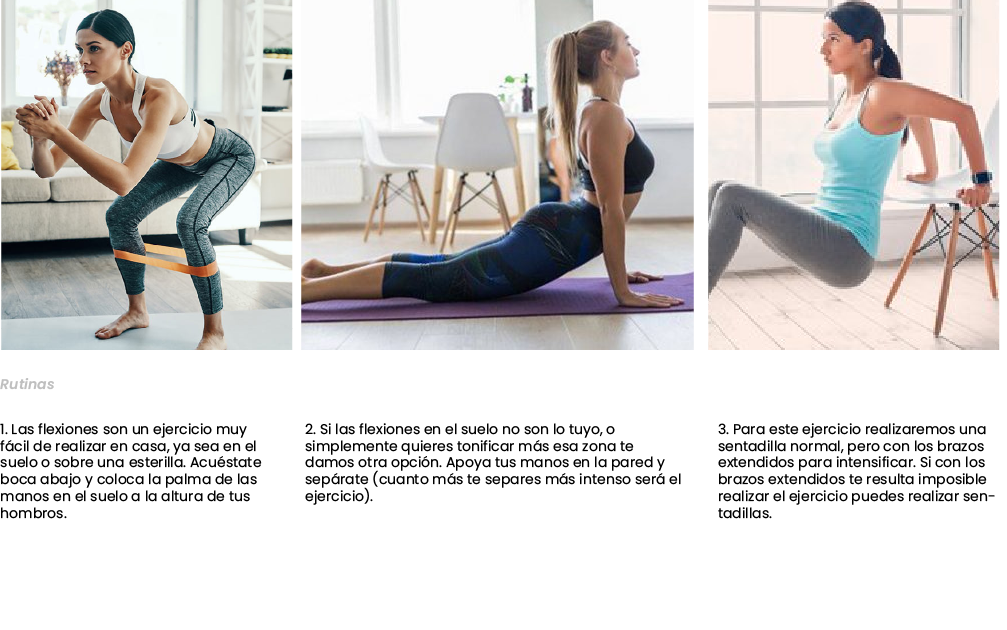 Rutinas
1. Las flexiones son un ejercicio muy
fácil de realizar en casa, ya sea en el
suelo o sobre una esterilla. Acuéstate
boca abajo y coloca la palma de las
manos en el suelo a la altura de tus
hombros.
2. Si las flexiones en el suelo no son lo tuyo, o
simplemente quieres tonificar más esa zona te
damos otra opción. Apoya tus manos en la pared y
sepárate (cuanto más te separes más intenso será el
ejercicio).
3. Para este ejercicio realizaremos una
sentadilla normal, pero con los brazos
extendidos para intensificar. Si con los
brazos extendidos te resulta imposible
realizar el ejercicio puedes realizar sen-
tadillas.